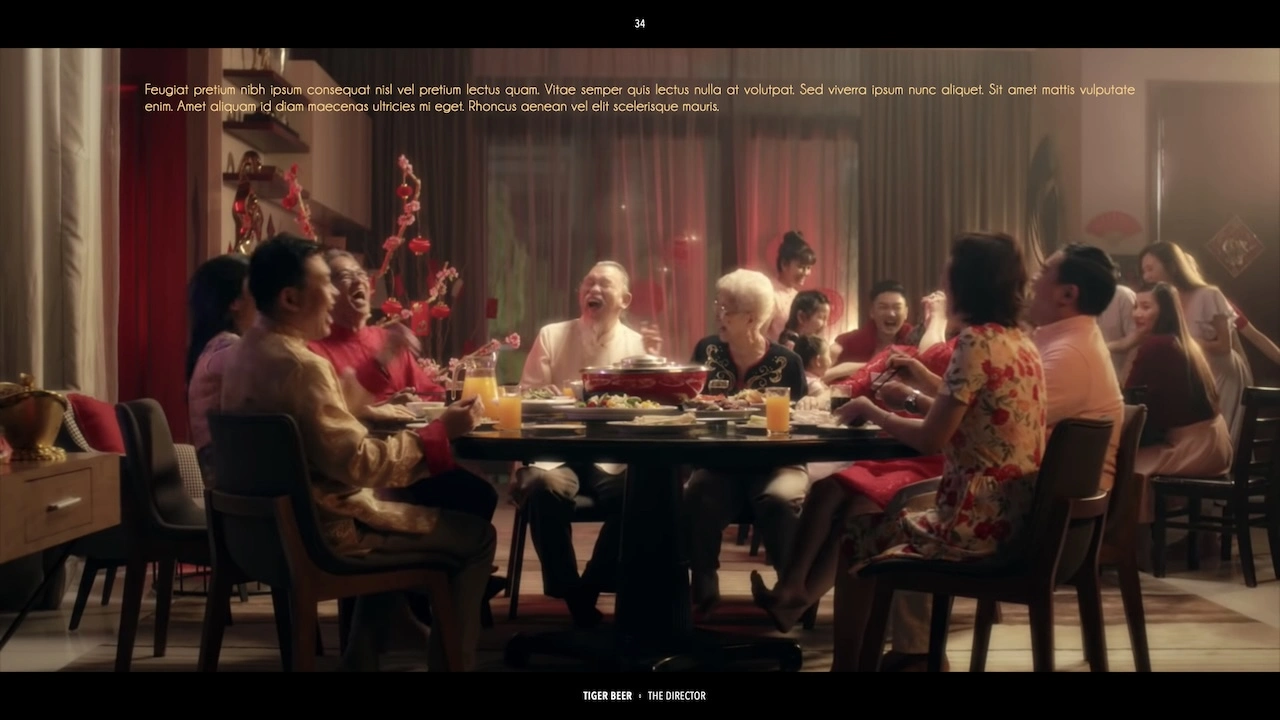 34
Feugiat pretium nibh ipsum consequat nisl vel pretium lectus quam. Vitae semper quis lectus nulla at volutpat. Sed viverra ipsum nunc aliquet. Sit amet mattis vulputate
enim. Amet aliquam id diam maecenas ultricies mi eget. Rhoncus aenean vel elit scelerisque mauris.
TIGER BEER THE DIRECTOR